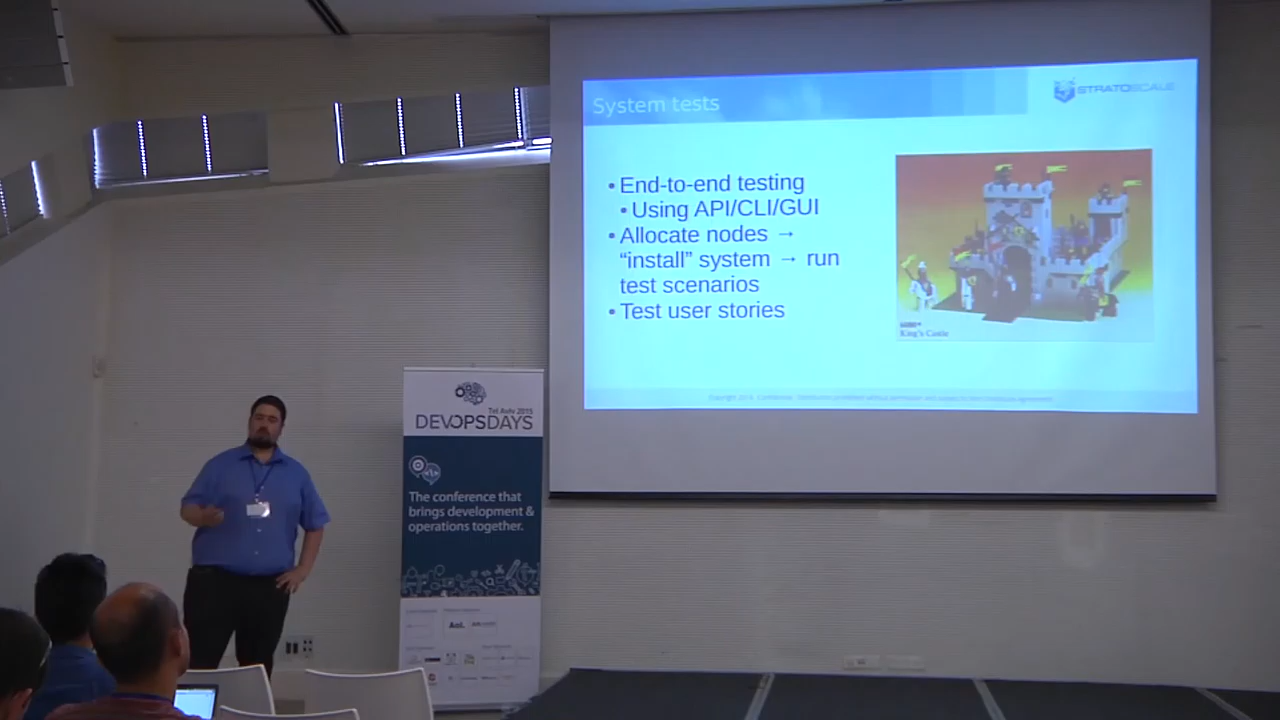 System tests
STRATOSCALE
• End-to-end testing
• Using API/CLI/GUI
• Allocate nodes →
“install” system → run
test scenarios
• Test user stories
King's Castle
Tel Aviv 2015
DEVOPSDAYS
The conference that
brings development &
operations together.
Aol.